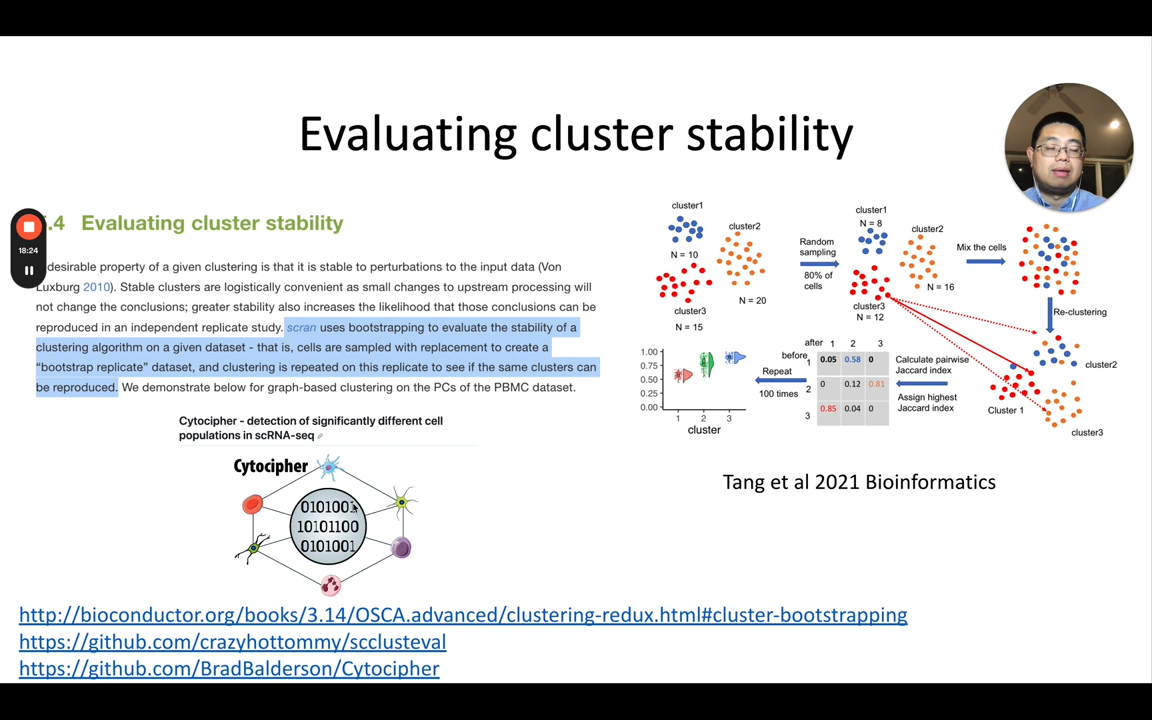 Evaluating cluster stability
.4 Evaluating cluster stability
desirable property of a given clustering is that it is stable to perturbations to the input data (Von
Luxburg 2010). Stable clusters are logistically convenient as small changes to upstream processing will
not change the conclusions; greater stability also increases the likelihood that those conclusions can be
reproduced in an independent replicate study. scran uses bootstrapping to evaluate the stability of a
clustering algorithm on a given dataset - that is, cells are sampled with replacement to create a
“bootstrap replicate” dataset, and clustering is repeated on this replicate to see if the same clusters can
be reproduced. We demonstrate below for graph-based clustering on the PCs of the PBMC dataset.
18:24
Cytocipher - detection of significantly different cell
populations in scRNA-seq
Cytocipher
0101001
10101100
0101001
cluster1
N = 10
cluster2
N = 20
cluster3
N = 15
Random
sampling
80% of
cells
cluster1
N = 8
cluster2
N = 16
cluster3
N = 12
Mix the cells
Re-clustering
cluster2
Cluster 1
cluster3
Calculate pairwise
Jaccard index
Assign highest
Jaccard index
after 1 2 3
before
1 0.05 0.58 0
2 0 0.12 0.81
3 0.85 0.04 0
Repeat
100 times
1.00
0.75
0.50
0.25
0.00
1 2 3
cluster
Tang et al 2021 Bioinformatics
http://bioconductor.org/books/3.14/OSCA.advanced/clustering-redux.html#cluster-bootstrapping
https://github.com/crazyhottommy/scclusteval
https://github.com/BradBalderson/Cytocipher